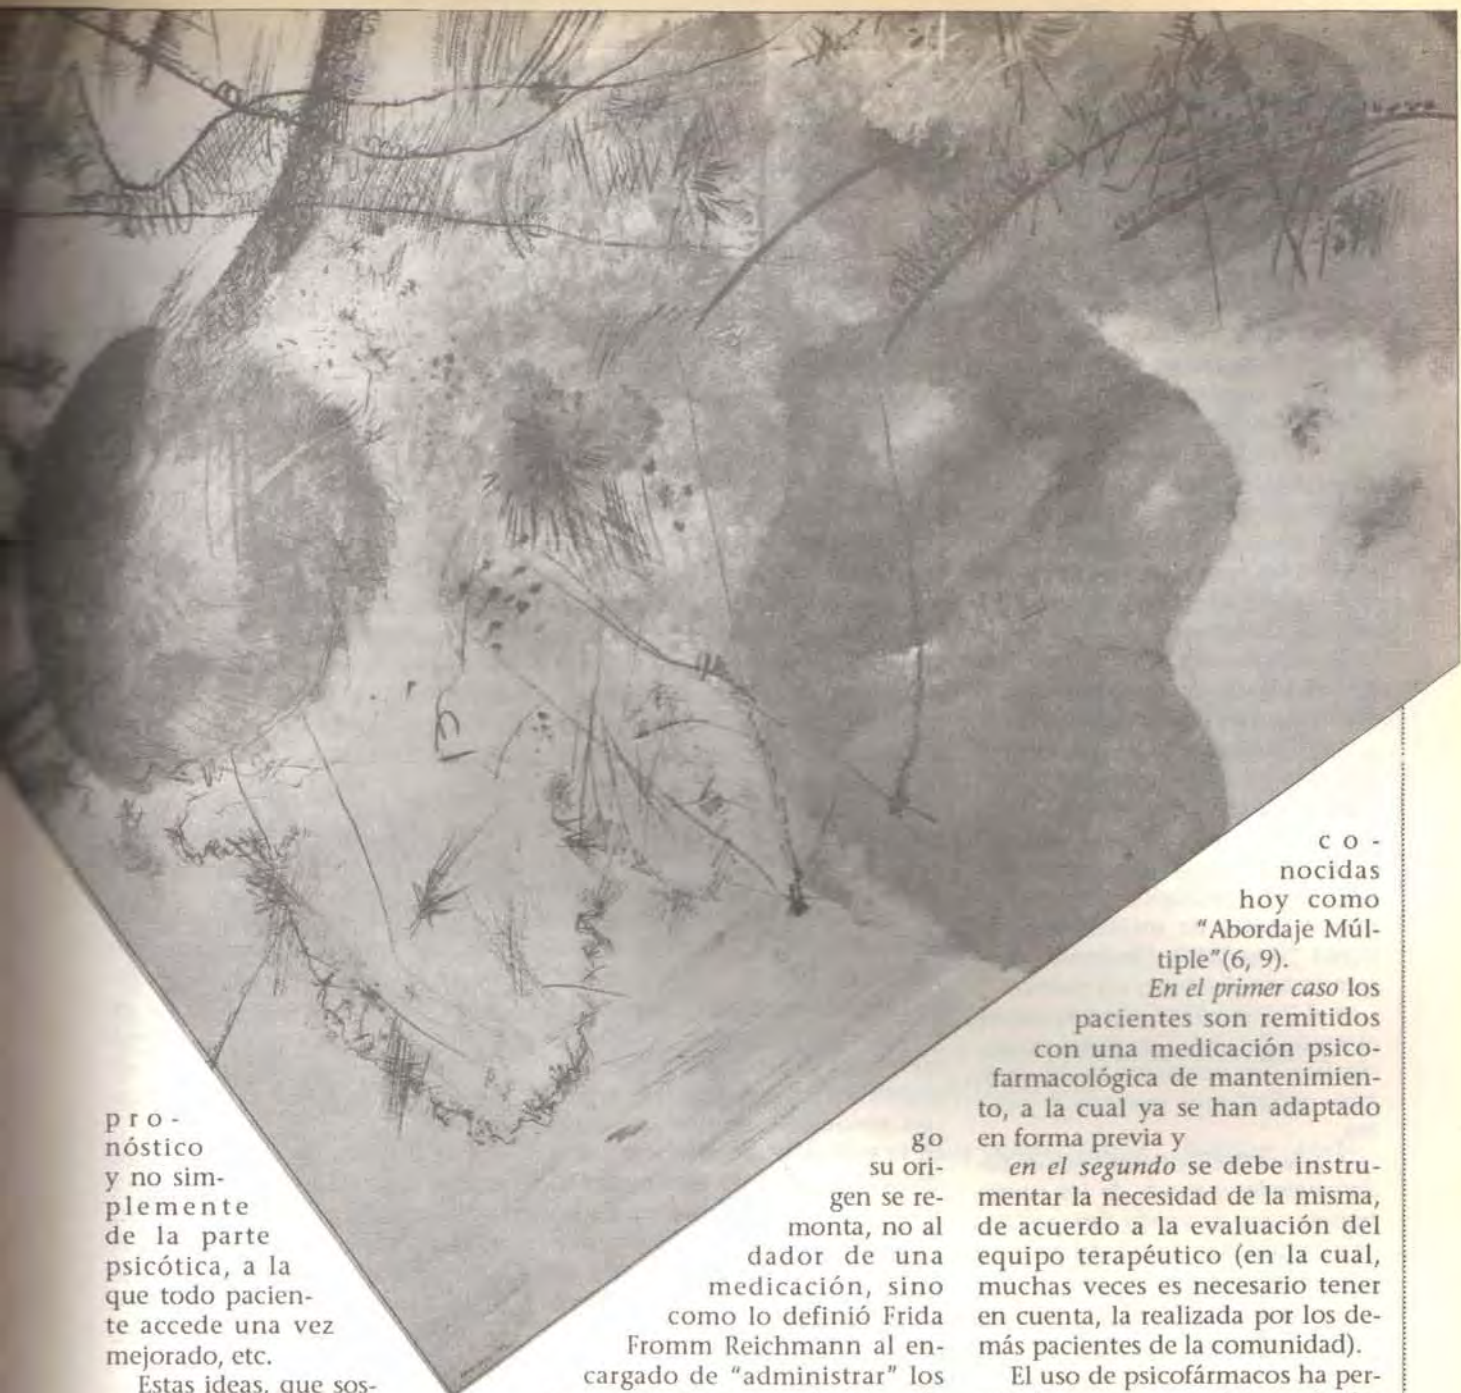 p r o -
nóstico
y no sim-
plemente
de la parte
psicótica, a la
que todo pacien-
te accede una vez
mejorado, etc.
Estas ideas, que sos-
go
su ori-
gen se re-
monta, no al
dador de una
medicación, sino
como lo definió Frida
Fromm Reichmann al en-
cargado de "administrar" los
c o -
nocidas
hoy como
"Abordaje Múl-
tiple"(6, 9).
En el primer caso los
pacientes son remitidos
con una medicación psico-
farmacológica de mantenimien-
to, a la cual ya se han adaptado
en forma previa y
en el segundo se debe instru-
mentar la necesidad de la misma,
de acuerdo a la evaluación del
equipo terapéutico (en la cual,
muchas veces es necesario tener
en cuenta, la realizada por los de-
más pacientes de la comunidad).
El uso de psicofármacos ha per-